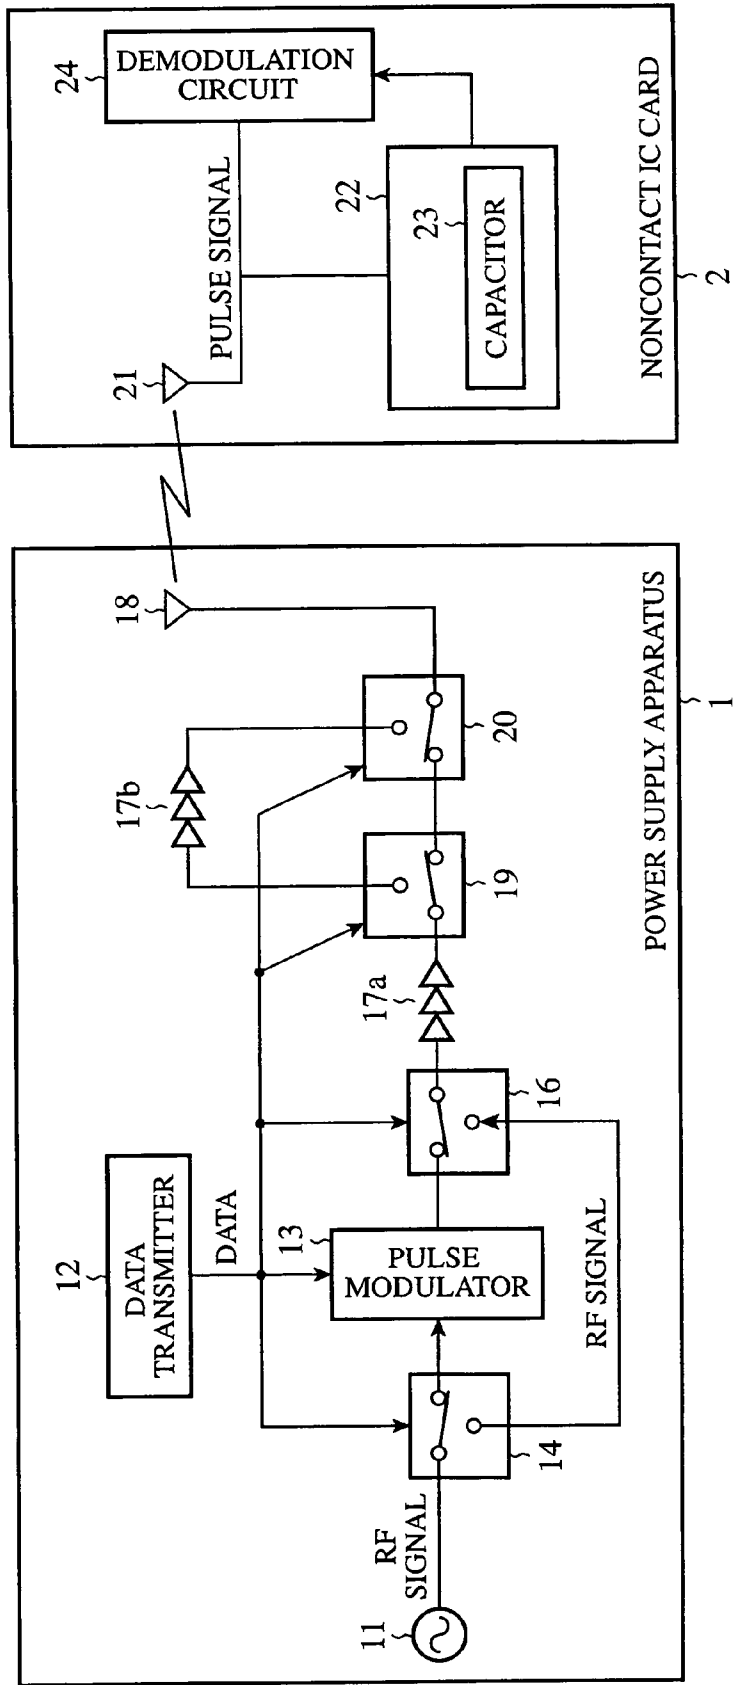 11
RF
SIGNAL
14
RF SIGNAL
12
DATA
TRANSMITTER
DATA
13
PULSE
MODULATOR
16
17a
19
17b
20
18
POWER SUPPLY APPARATUS
1
21
PULSE SIGNAL
24
DEMODULATION
CIRCUIT
22
23
CAPACITOR
NONCONTACT IC CARD
2